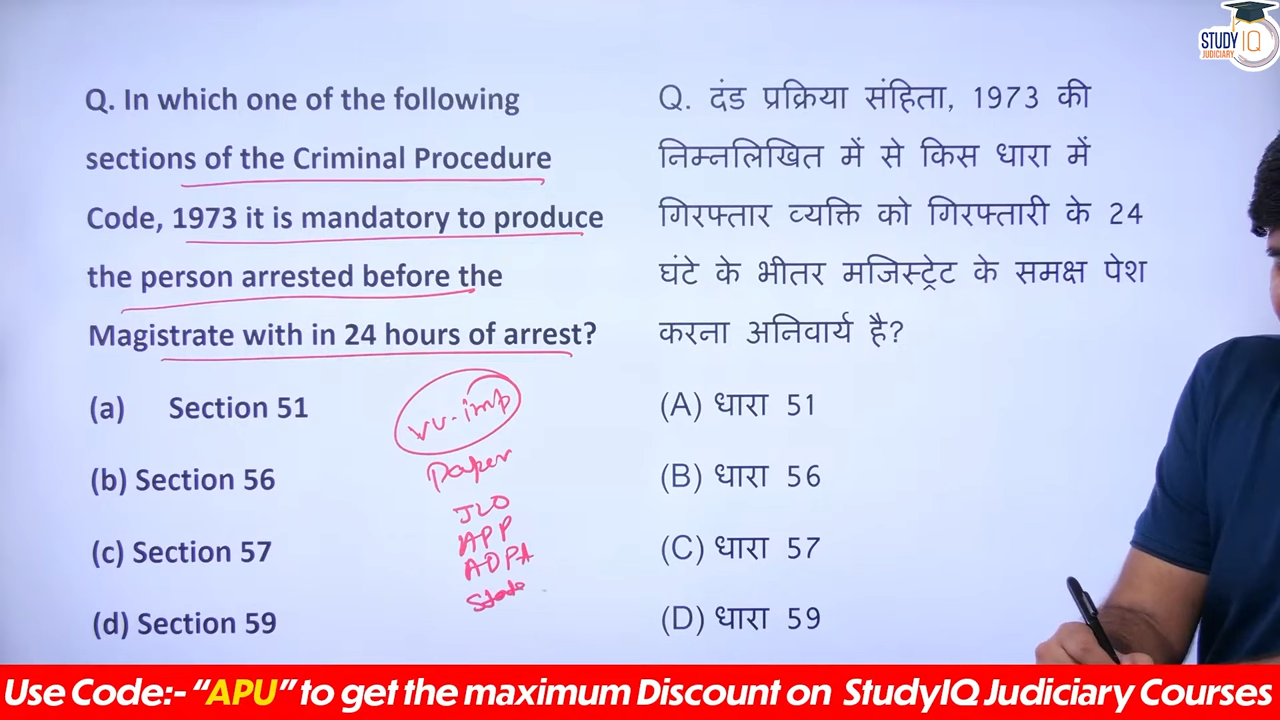 STUDY IQ
JUDICIARY
Q. In which one of the following
sections of the Criminal Procedure
Code, 1973 it is mandatory to produce
the person arrested before the
Magistrate with in 24 hours of arrest?
(a) Section 51
(b) Section 56
(c) Section 57
(d) Section 59
vv. imp
Paper
JLO
APP
ADPA
State
Q. दंड प्रक्रिया संहिता, 1973 की
निम्नलिखित में से किस धारा में
गिरफ्तार व्यक्ति को गिरफ्तारी के 24
घंटे के भीतर मजिस्ट्रेट के समक्ष पेश
करना अनिवार्य है?
(A) धारा 51
(B) धारा 56
(C) धारा 57
(D) धारा 59
Use Code:- “APU” to get the maximum Discount on StudyIQ Judiciary Courses